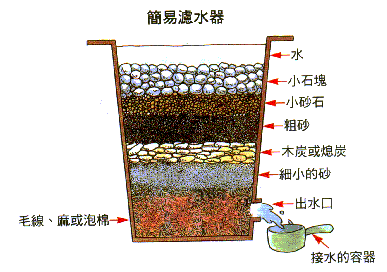 簡易濾水器
水
小石塊
小砂石
粗砂
木炭或熄炭
細小的砂
出水口
毛線、麻或泡棉
接水的容器